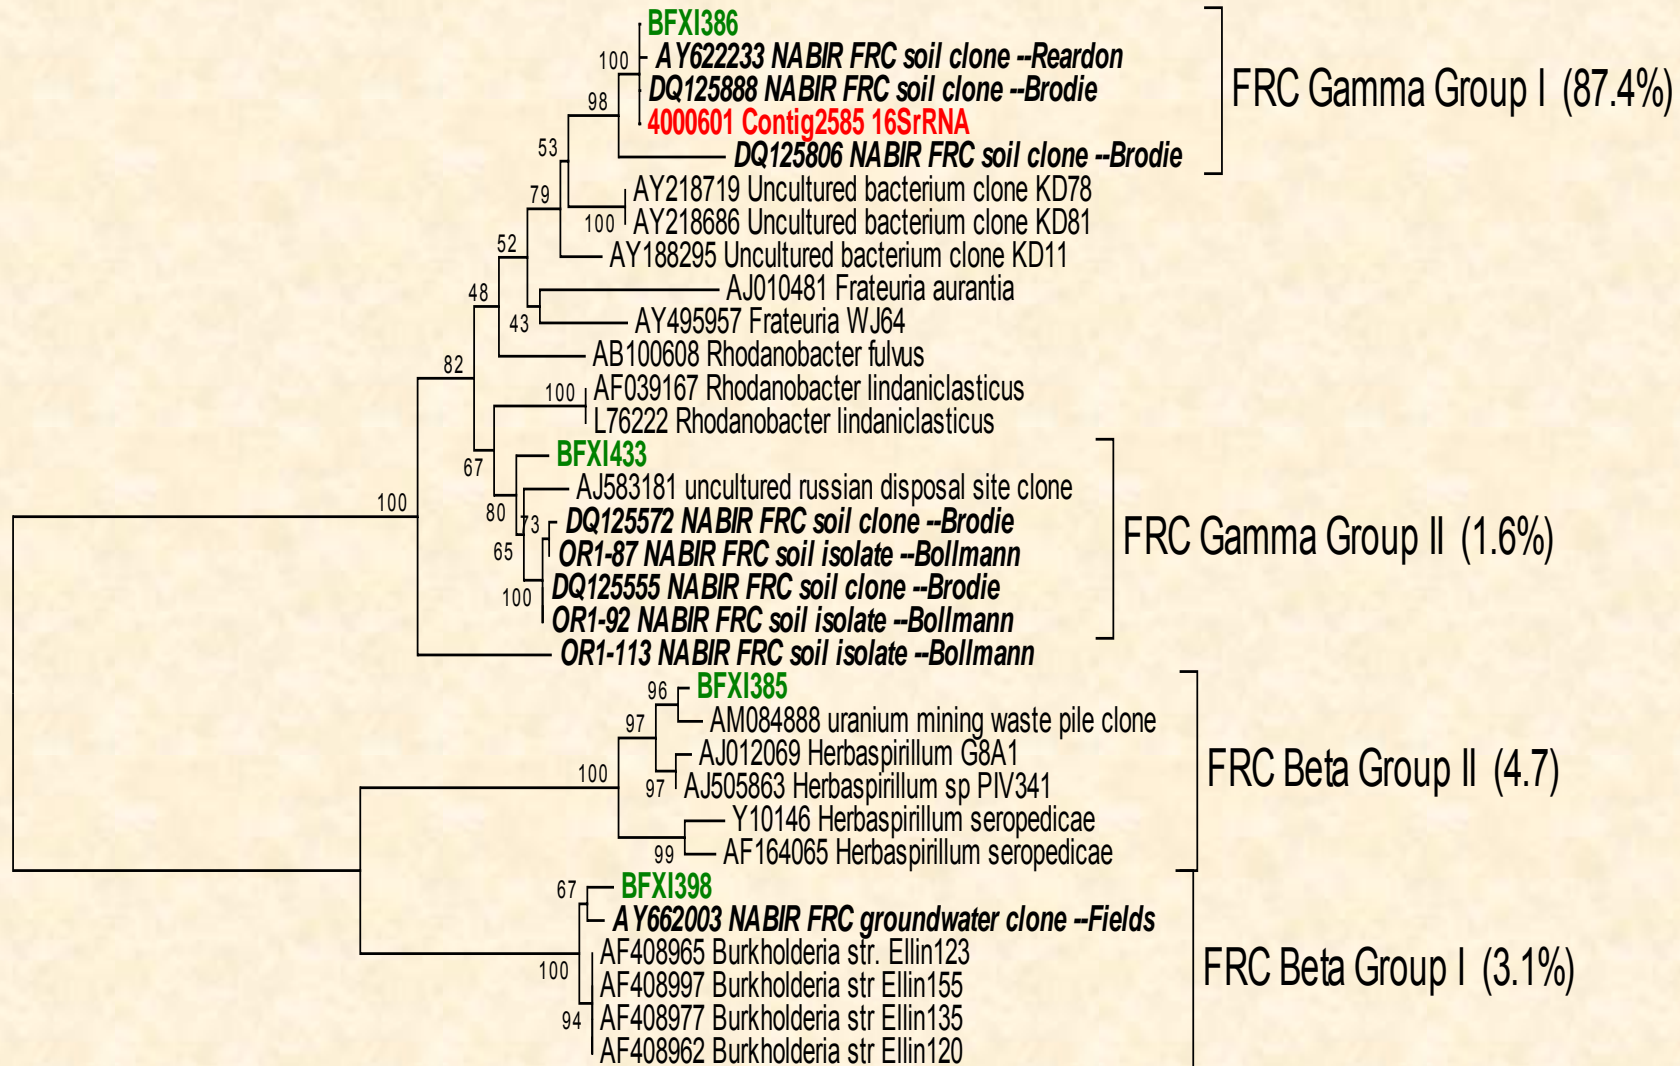 BFXI386
AY622233 NABIR FRC soil clone --Reardon
100
DQ125888 NABIR FRC soil clone --Brodie
FRC Gamma Group I (87.4%)
98
4000601 Contig2585 16SrRNA
53
DQ125806 NABIR FRC soil clone --Brodie
79
AY218719 Uncultured bacterium clone KD78
100
AY218686 Uncultured bacterium clone KD81
52
AY188295 Uncultured bacterium clone KD11
48
AJ010481 Frateuria aurantia
43
AY495957 Frateuria WJ64
82
AB100608 Rhodanobacter fulvus
100
AF039167 Rhodanobacter lindaniclasticus
L76222 Rhodanobacter lindaniclasticus
67
BFXI433
100
AJ583181 uncultured russian disposal site clone
80
73
DQ125572 NABIR FRC soil clone --Brodie
FRC Gamma Group II (1.6%)
65
OR1-87 NABIR FRC soil isolate --Bollmann
100
DQ125555 NABIR FRC soil clone --Brodie
OR1-92 NABIR FRC soil isolate --Bollmann
OR1-113 NABIR FRC soil isolate --Bollmann
96
BFXI385
97
AM084888 uranium mining waste pile clone
AJ012069 Herbaspirillum G8A1
100
97
AJ505863 Herbaspirillum sp PIV341
FRC Beta Group II (4.7)
Y10146 Herbaspirillum seropedicae
99
AF164065 Herbaspirillum seropedicae
67
BFXI398
AY662003 NABIR FRC groundwater clone --Fields
AF408965 Burkholderia str. Ellin123
100
FRC Beta Group I (3.1%)
AF408997 Burkholderia str Ellin155
94
AF408977 Burkholderia str Ellin135
AF408962 Burkholderia str Ellin120